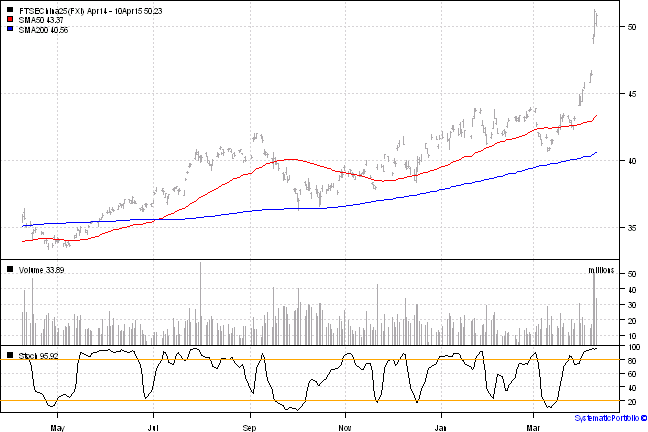 FTSEChina25(FXI) Apr14 - 10Apr15 50.23
SMA50 43.37
SMA200 40.56
50
45
40
35
Volume 33.89
millions
50
40
30
20
10
Stoch 95.92
100
80
60
40
20
May Jul Sep Nov Jan Mar
SystematicPortfolio ©